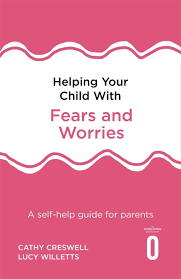 Helping Your
Child With
Fears and
Worries
A self-help guide for parents
CATHY CRESWELL
LUCY WILLETTS